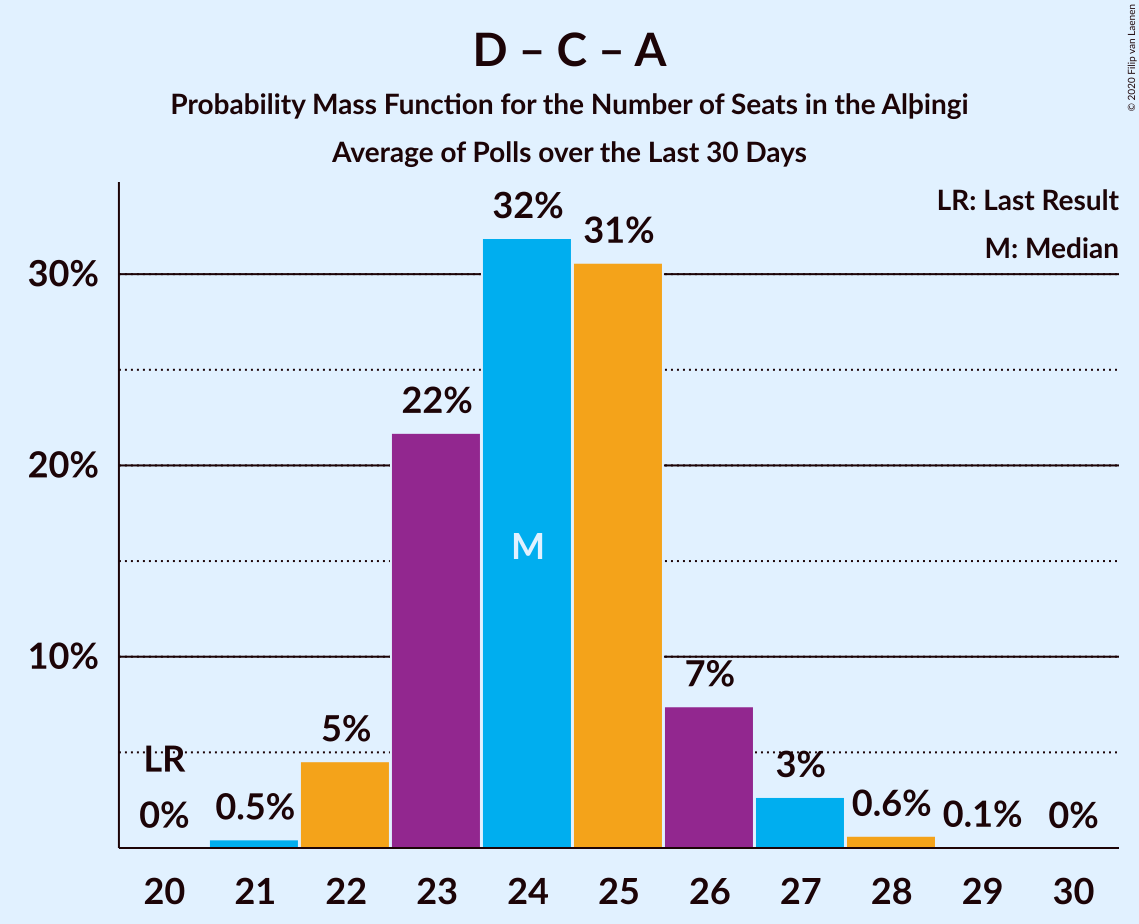 D – C – A
Probability Mass Function for the Number of Seats in the Alþingi
Average of Polls over the Last 30 Days
© 2020 Filip van Laenen
LR: Last Result
M: Median
30%
20%
10%
LR
0%
0.5%
5%
22%
32%
M
31%
7%
3%
0.6%
0.1%
0%
20 21 22 23 24 25 26 27 28 29 30